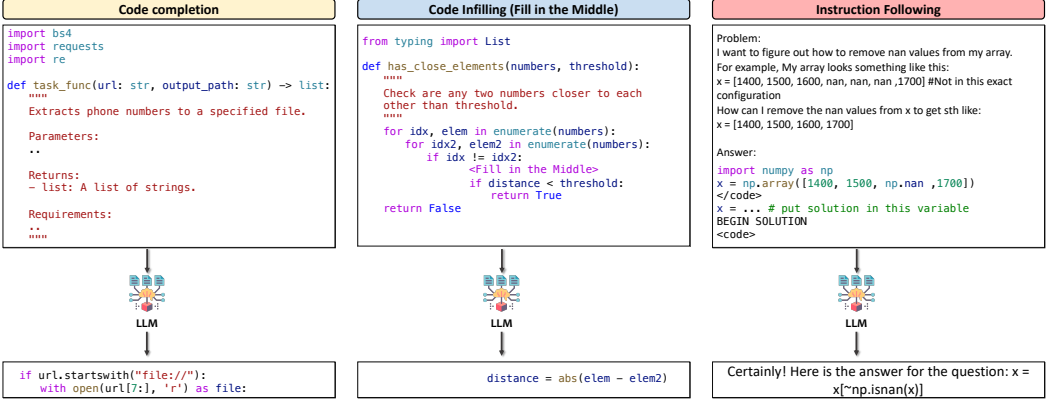 Code completion
import bs4
import requests
import re
def task_func(url: str, output_path: str) -> list:
"""
Extracts phone numbers to a specified file.
Parameters:
..
Returns:
- list: A list of strings.
Requirements:
..
"""
LLM
if url.startswith("file://"):
with open(url[7:], 'r') as file:
Code Infilling (Fill in the Middle)
from typing import List
def has_close_elements(numbers, threshold):
"""
Check are any two numbers closer to each
other than threshold.
"""
for idx, elem in enumerate(numbers):
for idx2, elem2 in enumerate(numbers):
if idx != idx2:
<Fill in the Middle>
if distance < threshold:
return True
return False
LLM
distance = abs(elem - elem2)
Instruction Following
Problem:
I want to figure out how to remove nan values from my array.
For example, My array looks something like this:
x = [1400, 1500, 1600, nan, nan, nan ,1700] #Not in this exact
configuration
How can I remove the nan values from x to get sth like:
x = [1400, 1500, 1600, 1700]
Answer:
import numpy as np
x = np.array([1400, 1500, np.nan ,1700])
</code>
x = ... # put solution in this variable
BEGIN SOLUTION
<code>
LLM
Certainly! Here is the answer for the question: x =
x[~np.isnan(x)]